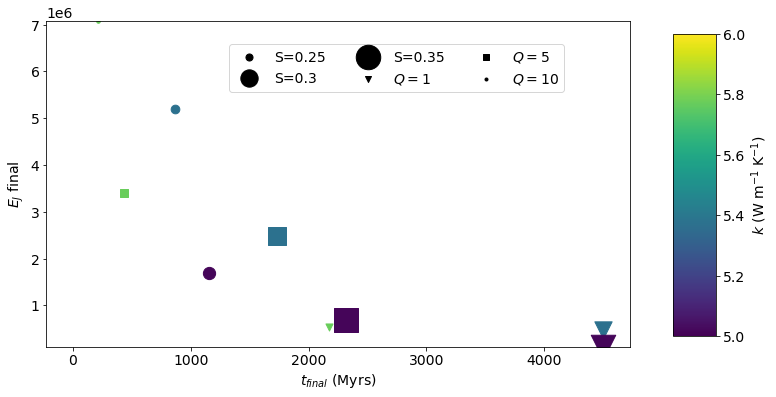 1e6
7
6
5
4
3
2
1
E_J final
0
1000
2000
3000
4000
t_final (Myrs)
S=0.25
S=0.3
S=0.35
Q = 1
Q = 5
Q = 10
6.0
5.8
5.6
5.4
5.2
5.0
k (W m⁻¹ K⁻¹)